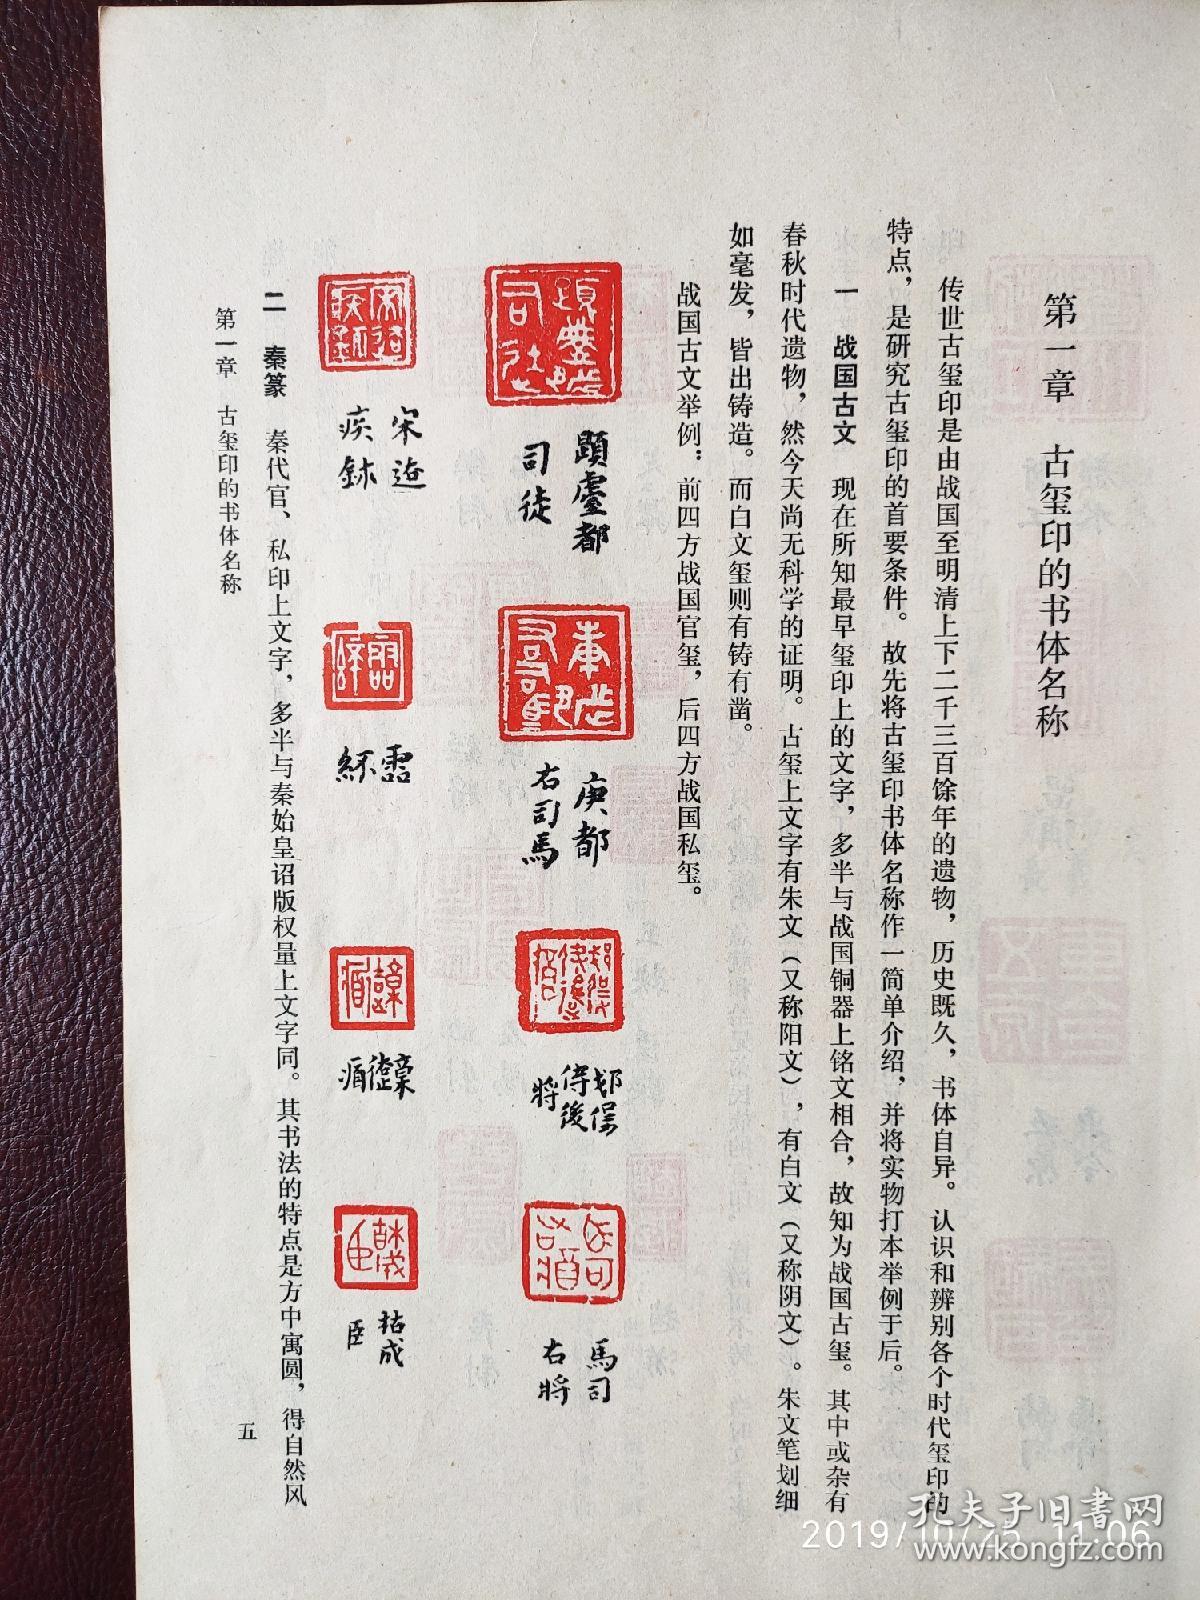 第一章　古玺印的书体名称
传世古玺印是由战国至明清上下二千三百馀年的遗物，历史既久，书体自异。认识和辨别各个时代玺印的
特点，是研究古玺印的首要条件。故先将古玺印书体名称作一简单介绍，并将实物打本举例于后。
一　战国古文　现在所知最早玺印上的文字，多半与战国铜器上铭文相合，故知为战国古玺。其中或杂有
春秋时代遗物，然今天尚无科学的证明。古玺上文字有朱文（又称阳文），有白文（又称阴文）。朱文笔划细
如毫发，皆出铸造。而白文玺则有铸有凿。
战国古文举例：前四方战国官玺，后四方战国私玺。
司徒
庚都
右司馬
將
馬司
右將
宋
疾鉨
成
臣
二　秦篆　秦代官、私印上文字，多半与秦始皇诏版权量上文字同。其书法的特点是方中寓圆，得自然风
第一章　古玺印的书体名称
五
孔夫子旧書网
2019/10/25 11:06
www.kongfz.com